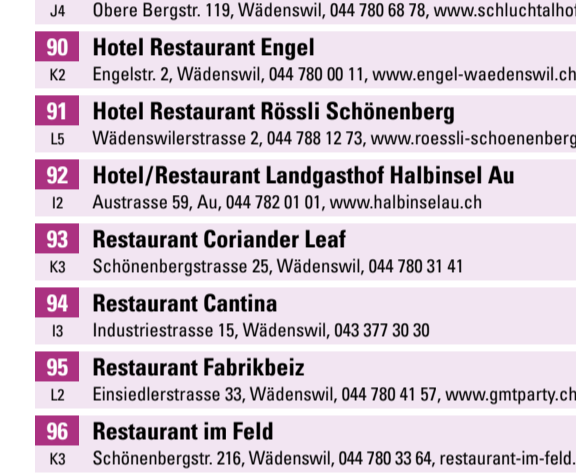 J4 Obere Bergstr. 119, Wädenswil, 044 780 68 78, www.schluchtalhof
90 Hotel Restaurant Engel
K2 Engelstr. 2, Wädenswil, 044 780 00 11, www.engel-waedenswil.ch
91 Hotel Restaurant Rössli Schönenberg
L5 Wädenswilerstrasse 2, 044 788 12 73, www.roessli-schoenenberg
92 Hotel/Restaurant Landgasthof Halbinsel Au
I2 Austrasse 59, Au, 044 782 01 01, www.halbinselau.ch
93 Restaurant Coriander Leaf
K3 Schönenbergstrasse 25, Wädenswil, 044 780 31 41
94 Restaurant Cantina
I3 Industriestrasse 15, Wädenswil, 043 377 30 30
95 Restaurant Fabrikbeiz
L2 Einsiedlerstrasse 33, Wädenswil, 044 780 41 57, www.gmtparty.ch
96 Restaurant im Feld
K3 Schönenbergstr. 216, Wädenswil, 044 780 33 64, restaurant-im-feld.